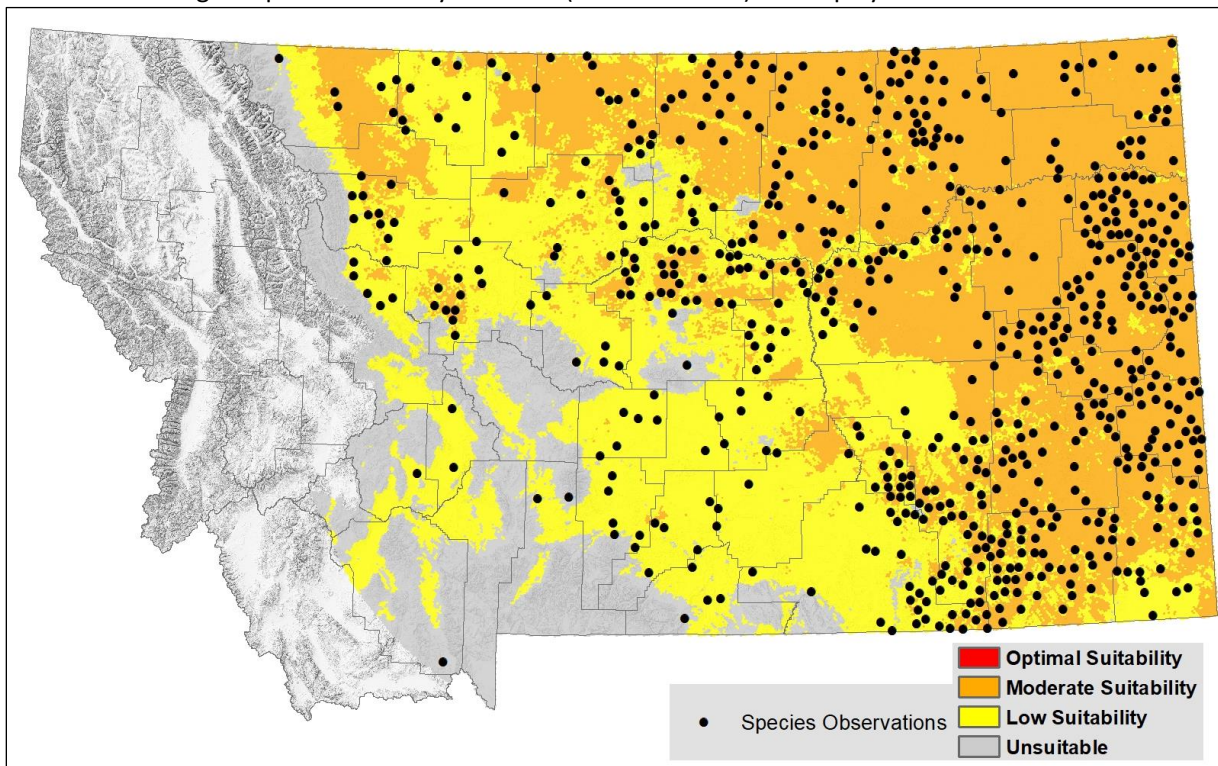 Optimal Suitability
Moderate Suitability
Low Suitability
Unsuitable
Species Observations